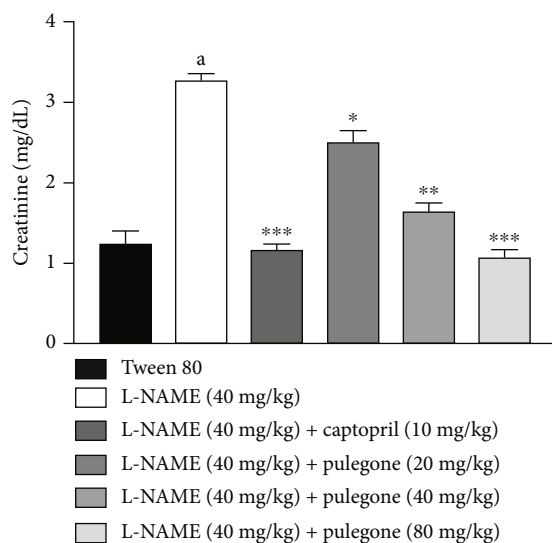 4
a
3
*
2
**
***
***
1
0
Creatinine (mg/dL)
Tween 80
L-NAME (40 mg/kg)
L-NAME (40 mg/kg) + captopril (10 mg/kg)
L-NAME (40 mg/kg) + pulegone (20 mg/kg)
L-NAME (40 mg/kg) + pulegone (40 mg/kg)
L-NAME (40 mg/kg) + pulegone (80 mg/kg)